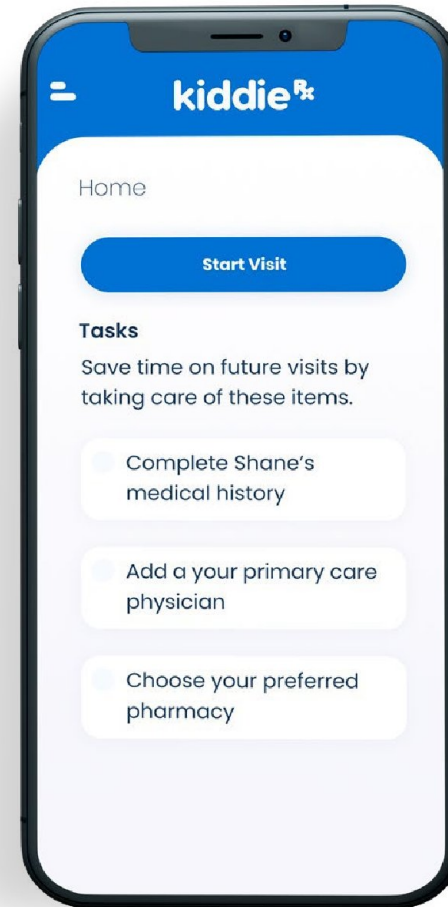 kiddie℞
Home
Start Visit
Tasks
Save time on future visits by
taking care of these items.
Complete Shane's
medical history
Add a your primary care
physician
Choose your preferred
pharmacy